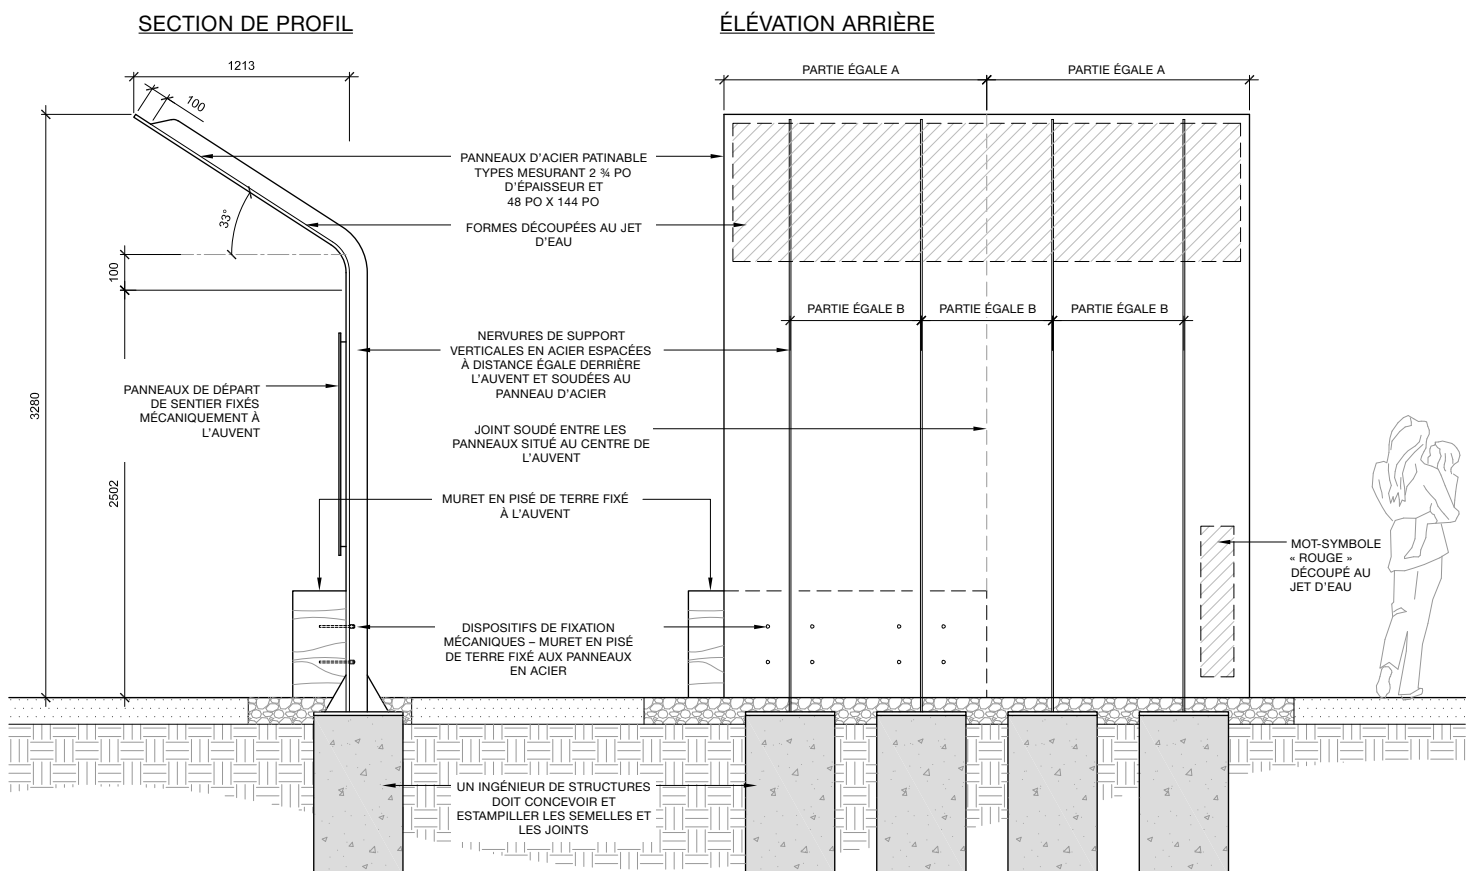 SECTION DE PROFIL
ÉLÉVATION ARRIÈRE
1213
100
33°
100
3280
2502
PARTIE ÉGALE A
PARTIE ÉGALE A
PANNEAUX D'ACIER PATINABLE
TYPES MESURANT 2 ¾ PO
D'ÉPAISSEUR ET
48 PO X 144 PO
FORMES DÉCOUPÉES AU JET
D'EAU
PARTIE ÉGALE B
PARTIE ÉGALE B
PARTIE ÉGALE B
NERVURES DE SUPPORT
VERTICALES EN ACIER ESPACÉES
À DISTANCE ÉGALE DERRIÈRE
L'AUVENT ET SOUDÉES AU
PANNEAU D'ACIER
PANNEAUX DE DÉPART
DE SENTIER FIXÉS
MÉCANIQUEMENT À
L'AUVENT
JOINT SOUDÉ ENTRE LES
PANNEAUX SITUÉ AU CENTRE DE
L'AUVENT
MURET EN PISÉ DE TERRE FIXÉ
À L'AUVENT
MOT-SYMBOLE
« ROUGE »
DÉCOUPÉ AU
JET D'EAU
DISPOSITIFS DE FIXATION
MÉCANIQUES – MURET EN PISÉ
DE TERRE FIXÉ AUX PANNEAUX
EN ACIER
UN INGÉNIEUR DE STRUCTURES
DOIT CONCEVOIR ET
ESTAMPILLER LES SEMELLES ET
LES JOINTS